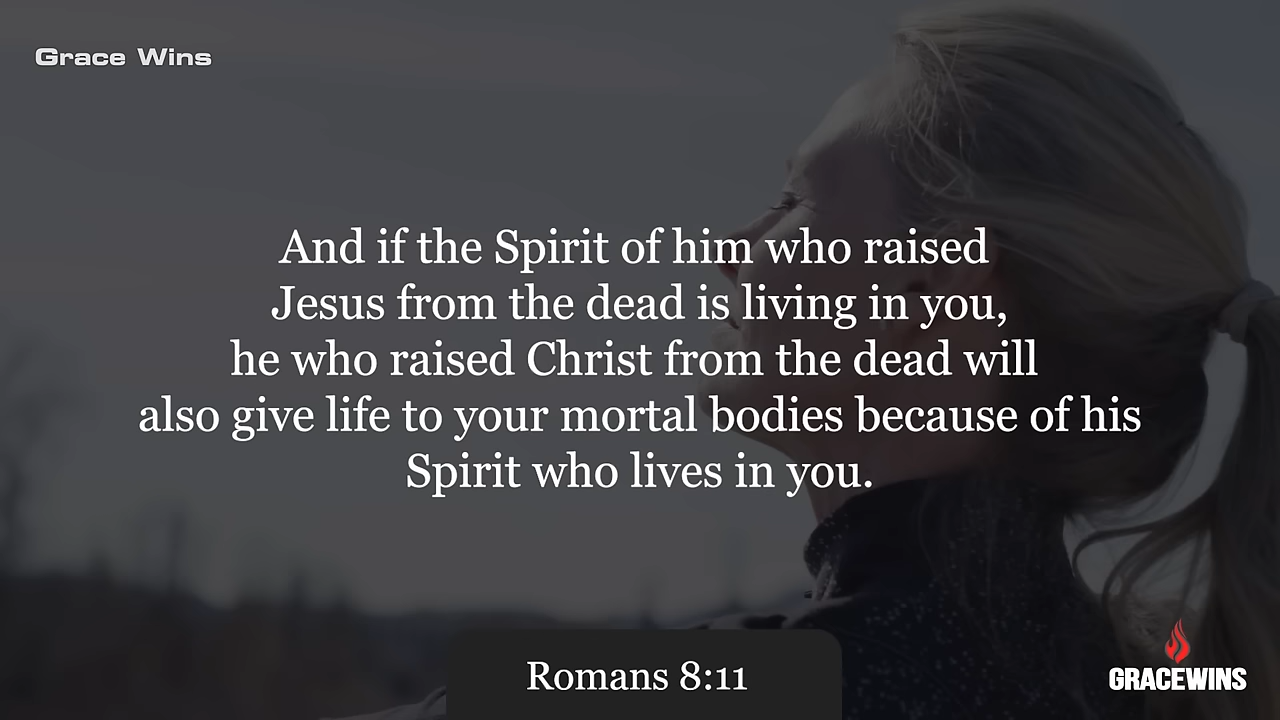 Grace Wins
And if the Spirit of him who raised
Jesus from the dead is living in you,
he who raised Christ from the dead will
also give life to your mortal bodies because of his
Spirit who lives in you.
Romans 8:11
GRACEWINS